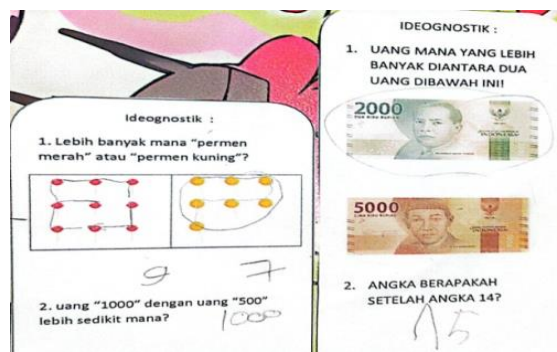 Ideognostik :
1. Lebih banyak mana "permen
merah" atau "permen kuning"?
9 7
2. uang "1000" dengan uang "500"
lebih sedikit mana?
1000
IDEOGNOSTIK :
1. UANG MANA YANG LEBIH
BANYAK DIANTARA DUA
UANG DIBAWAH INI!
2000
5000
2. ANGKA BERAPAKAH
SETELAH ANGKA 14?
15